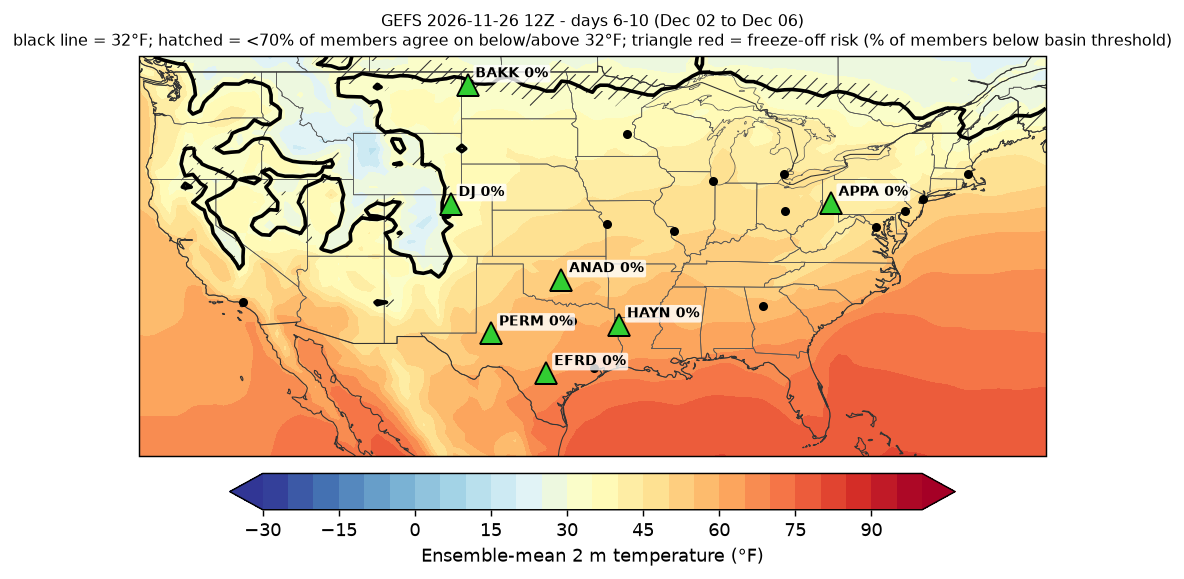 GEFS 2026-11-26 12Z - days 6-10 (Dec 02 to Dec 06)
black line = 32°F; hatched = <70% of members agree on below/above 32°F; triangle red = freeze-off risk (% of members below basin threshold)
BAKK 0%
DJ 0%
APPA 0%
ANAD 0%
HAYN 0%
PERM 0%
EFRD 0%
−30 −15 0 15 30 45 60 75 90
Ensemble-mean 2 m temperature (°F)